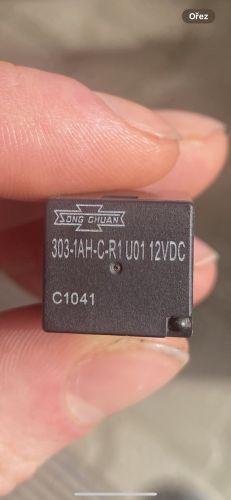 Ořez
SONG CHUAN
303-1AH-C-R1 U01 12VDC
C1041